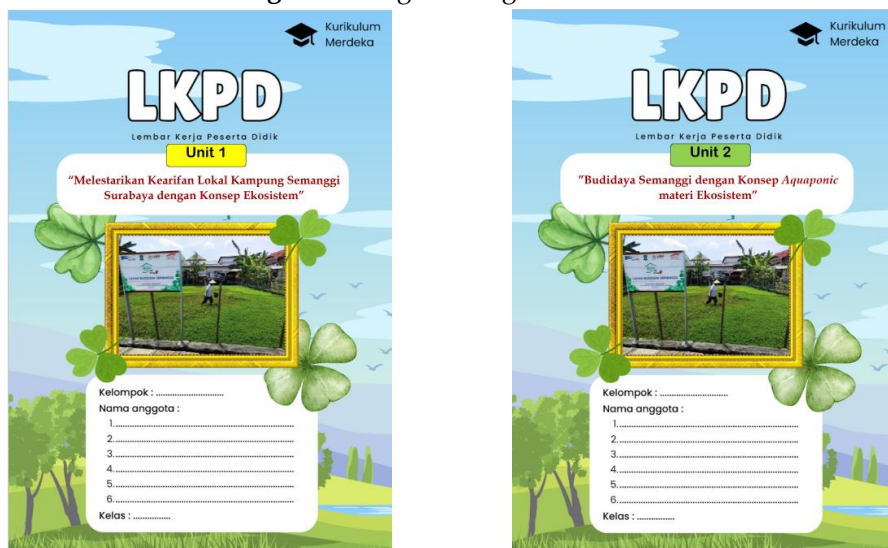 Kurikulum
Merdeka
LKPD
Lembar Kerja Peserta Didik
Unit 1
“Melestarikan Kearifan Lokal Kampung Semanggi
Surabaya dengan Konsep Ekosistem”
Kelompok : ........................
Nama anggota :
1.
2.
3.
4.
5.
6.
Kelas : ..............
Kurikulum
Merdeka
LKPD
Lembar Kerja Peserta Didik
Unit 2
"Budidaya Semanggi dengan Konsep Aquaponic
materi Ekosistem"
Kelompok : ........................
Nama anggota :
1.
2.
3.
4.
5.
6.
Kelas : ..............